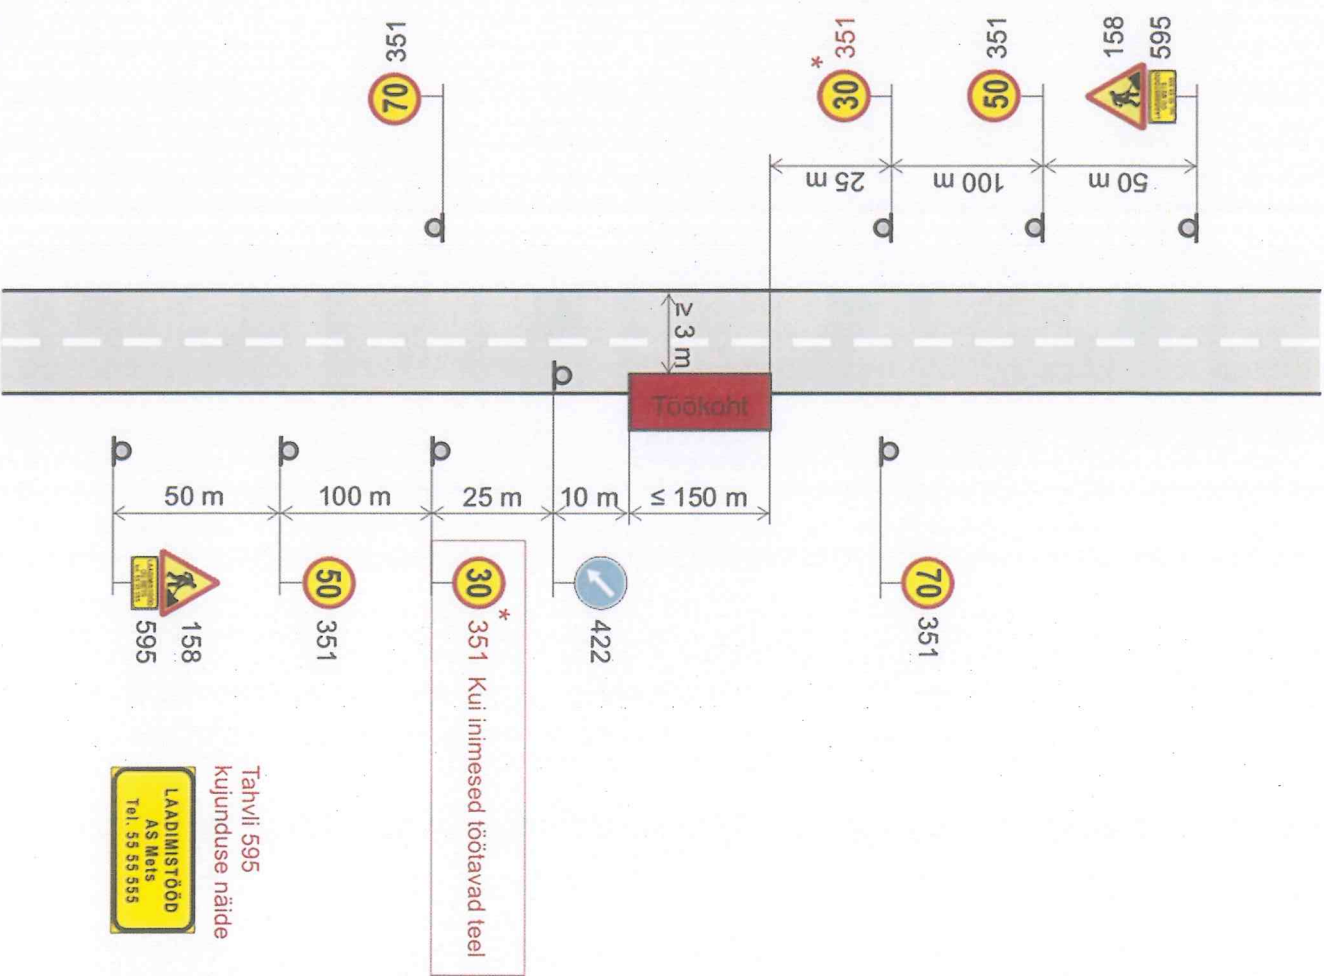 351
70
* 351
30
351
50
158
595
25 m
100 m
50 m
≥ 3 m
Töökoht
50 m
100 m
25 m
10 m
≤ 150 m
595
158
50
351
30
* 351 Kui inimesed töötavad teel
422
70
351
Tahvli 595
kujunduse näide
LAADIMISTÖÖD
AS Mets
Tel. 55 55 555